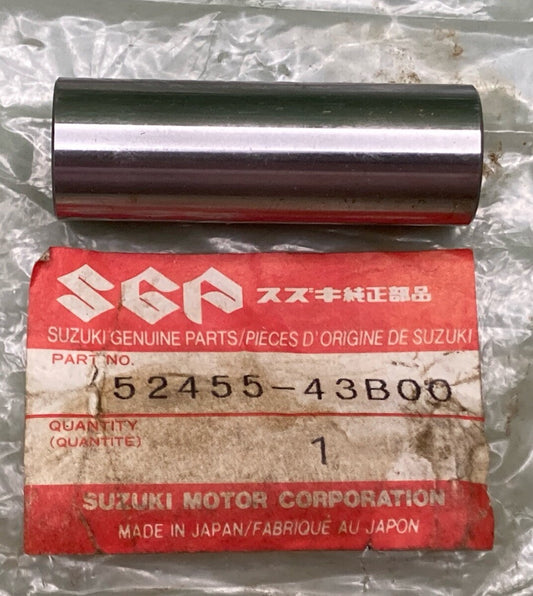 SGP スズキ純正部品
SUZUKI GENUINE PARTS/PIÈCES D'ORIGINE DE SUZUKI
PART NO.
52455-43B00
QUANTITY
(QUANTITÉ)
1
SUZUKI MOTOR CORPORATION
MADE IN JAPAN/FABRIQUÉ AU JAPON